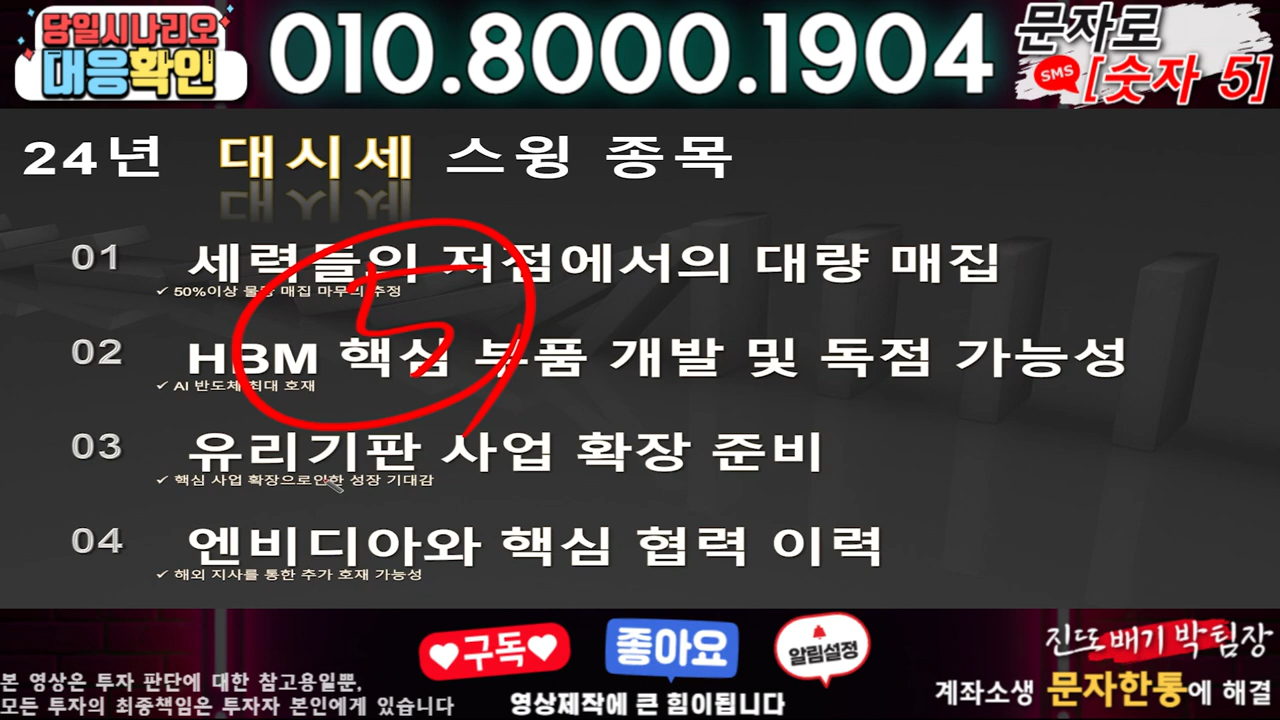 당일시나리오
대응확인
010.8000.1904
문자로
SMS [숫자 5]
24년 대시세 스윙 종목
01 세력들의 저점에서의 대량 매집
✓ 50%이상 물량 매집 마무리 추정
5
02 HBM 핵심 부품 개발 및 독점 가능성
✓ AI 반도체 최대 호재
03 유리기판 사업 확장 준비
✓ 핵심 사업 확장으로인한 성장 기대감
04 엔비디아와 핵심 협력 이력
✓ 해외 지사를 통한 추가 호재 가능성
구독 좋아요 알림설정
영상제작에 큰 힘이됩니다
본 영상은 투자 판단에 대한 참고용일뿐,
모든 투자의 최종책임은 투자자 본인에게 있습니다
진또배기 박팀장
계좌소생 문자한통에 해결